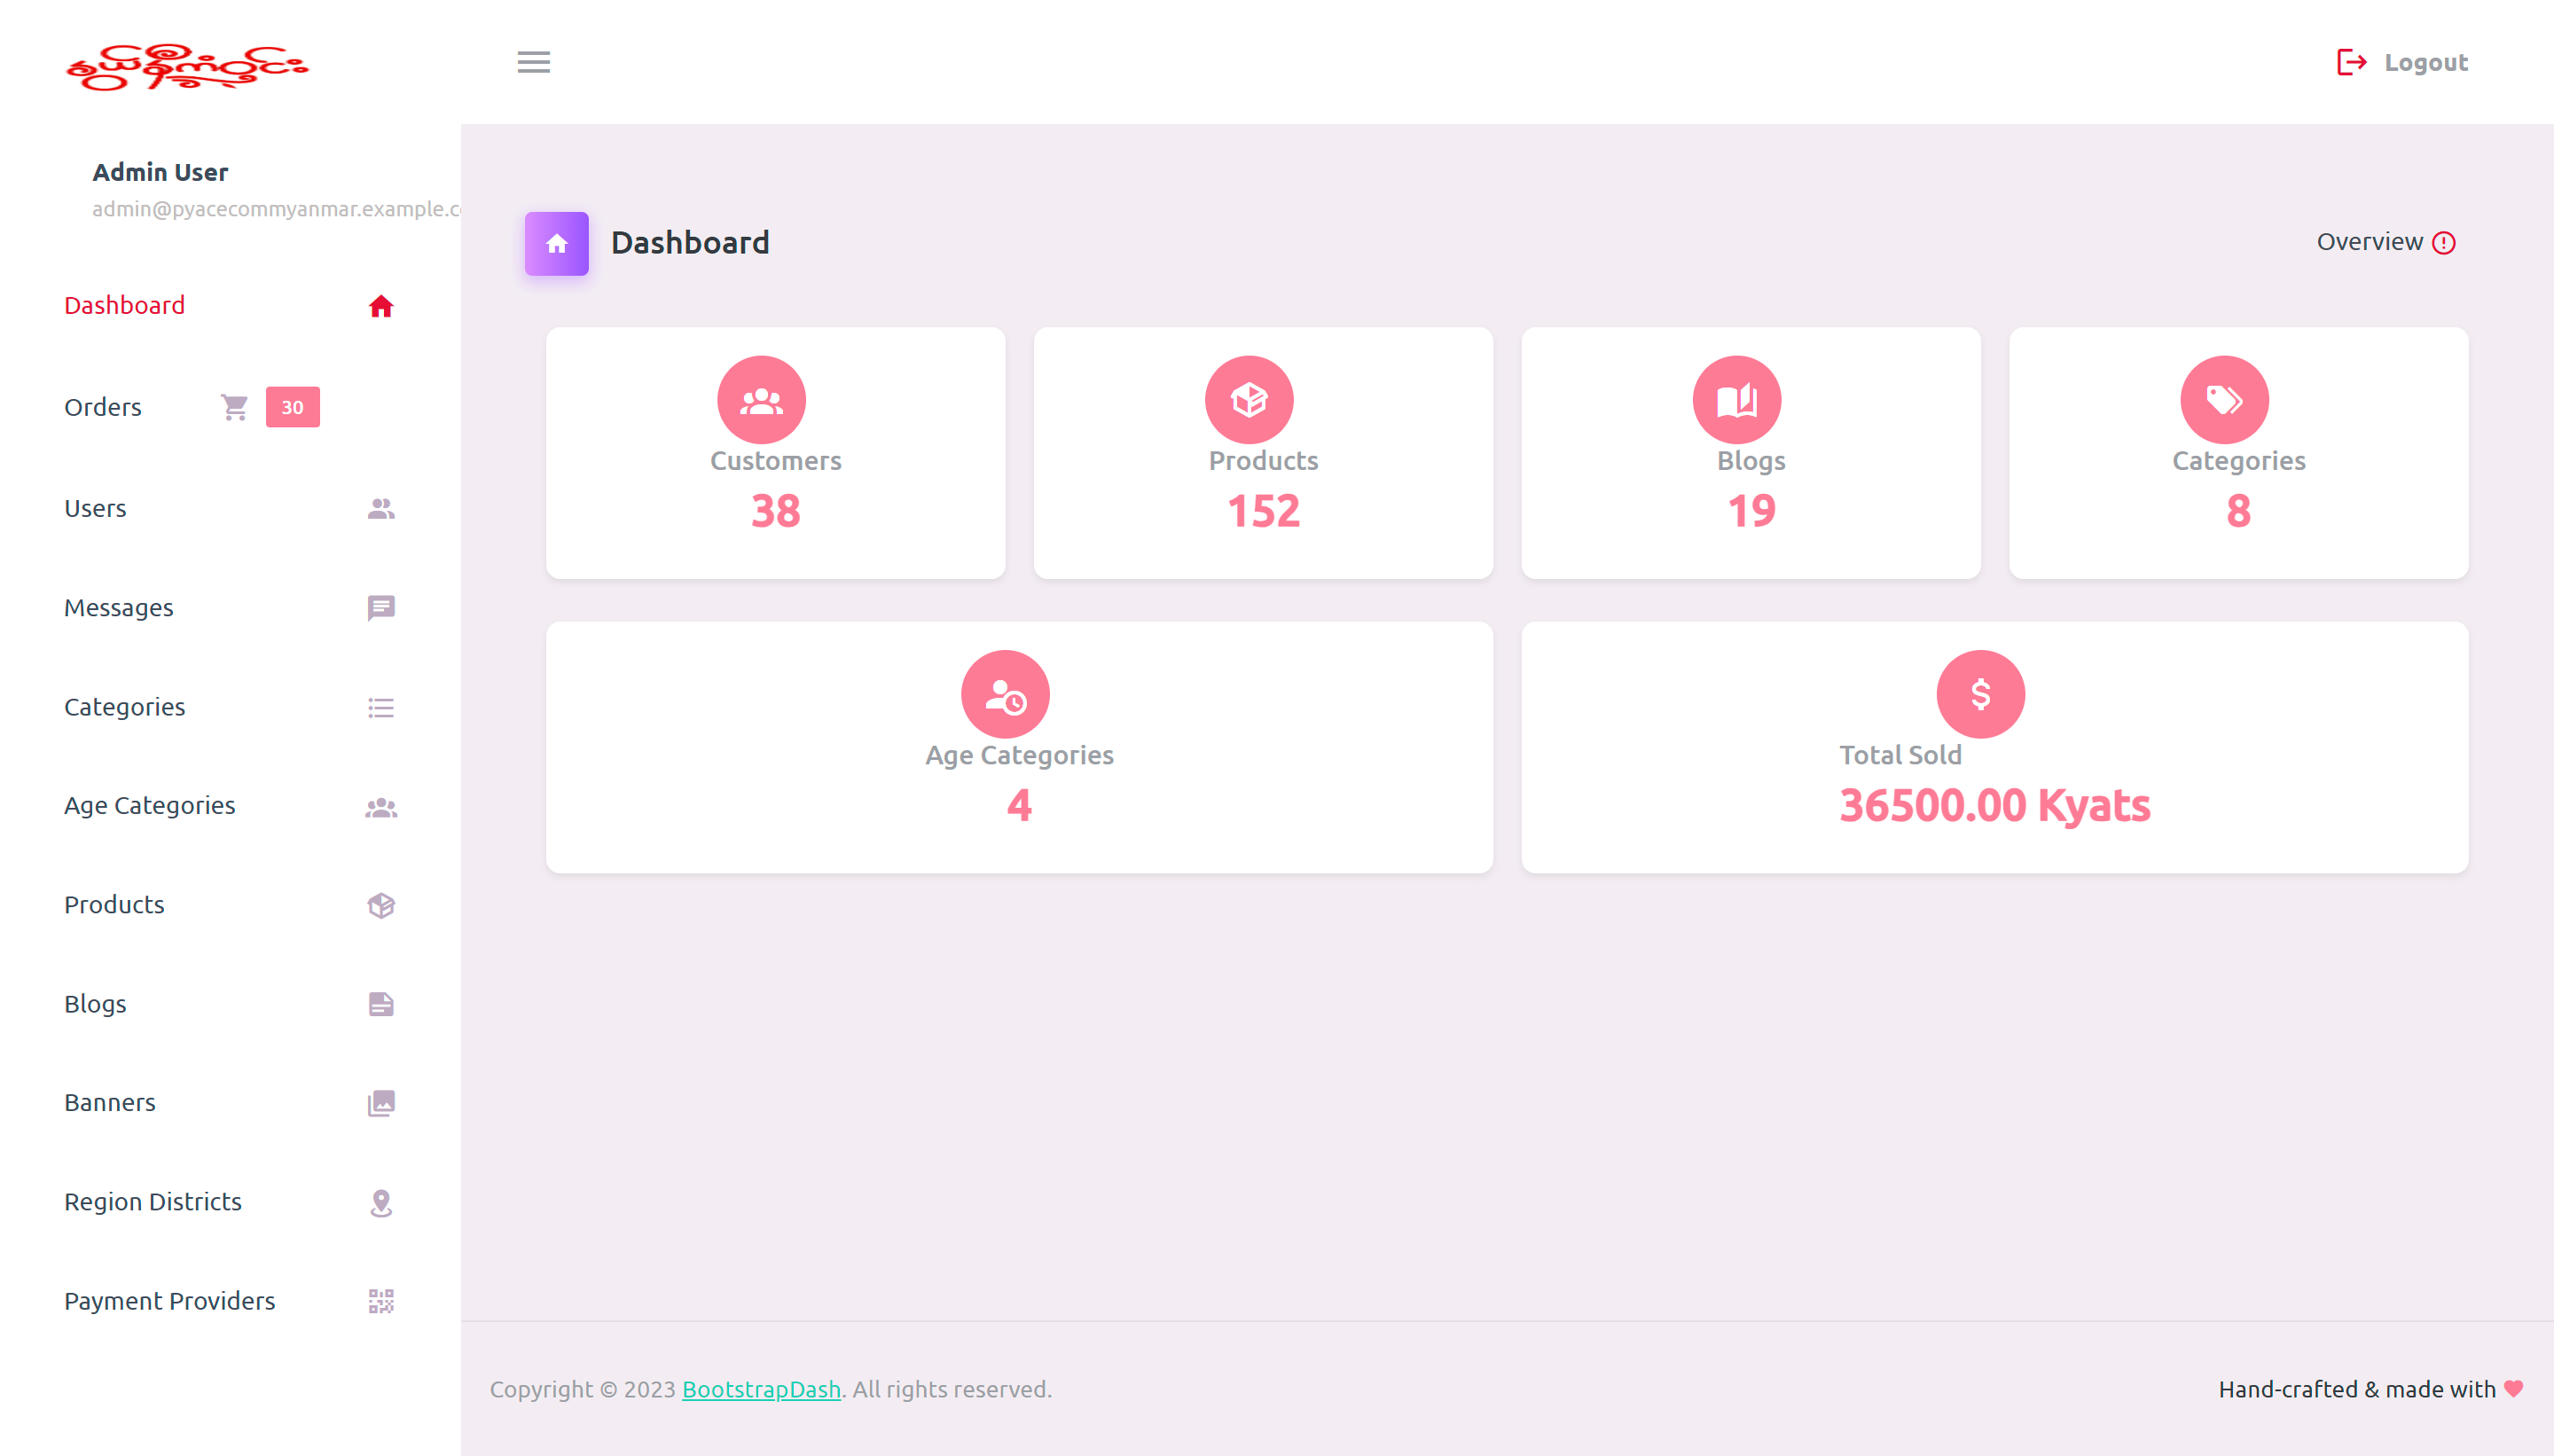 Logout
Admin User
admin@pyacecommyanmar.example.c
Dashboard
Orders 30
Users
Messages
Categories
Age Categories
Products
Blogs
Banners
Region Districts
Payment Providers
Dashboard
Overview
Customers
38
Products
152
Blogs
19
Categories
8
Age Categories
4
Total Sold
36500.00 Kyats
Copyright © 2023 BootstrapDash. All rights reserved.
Hand-crafted & made with